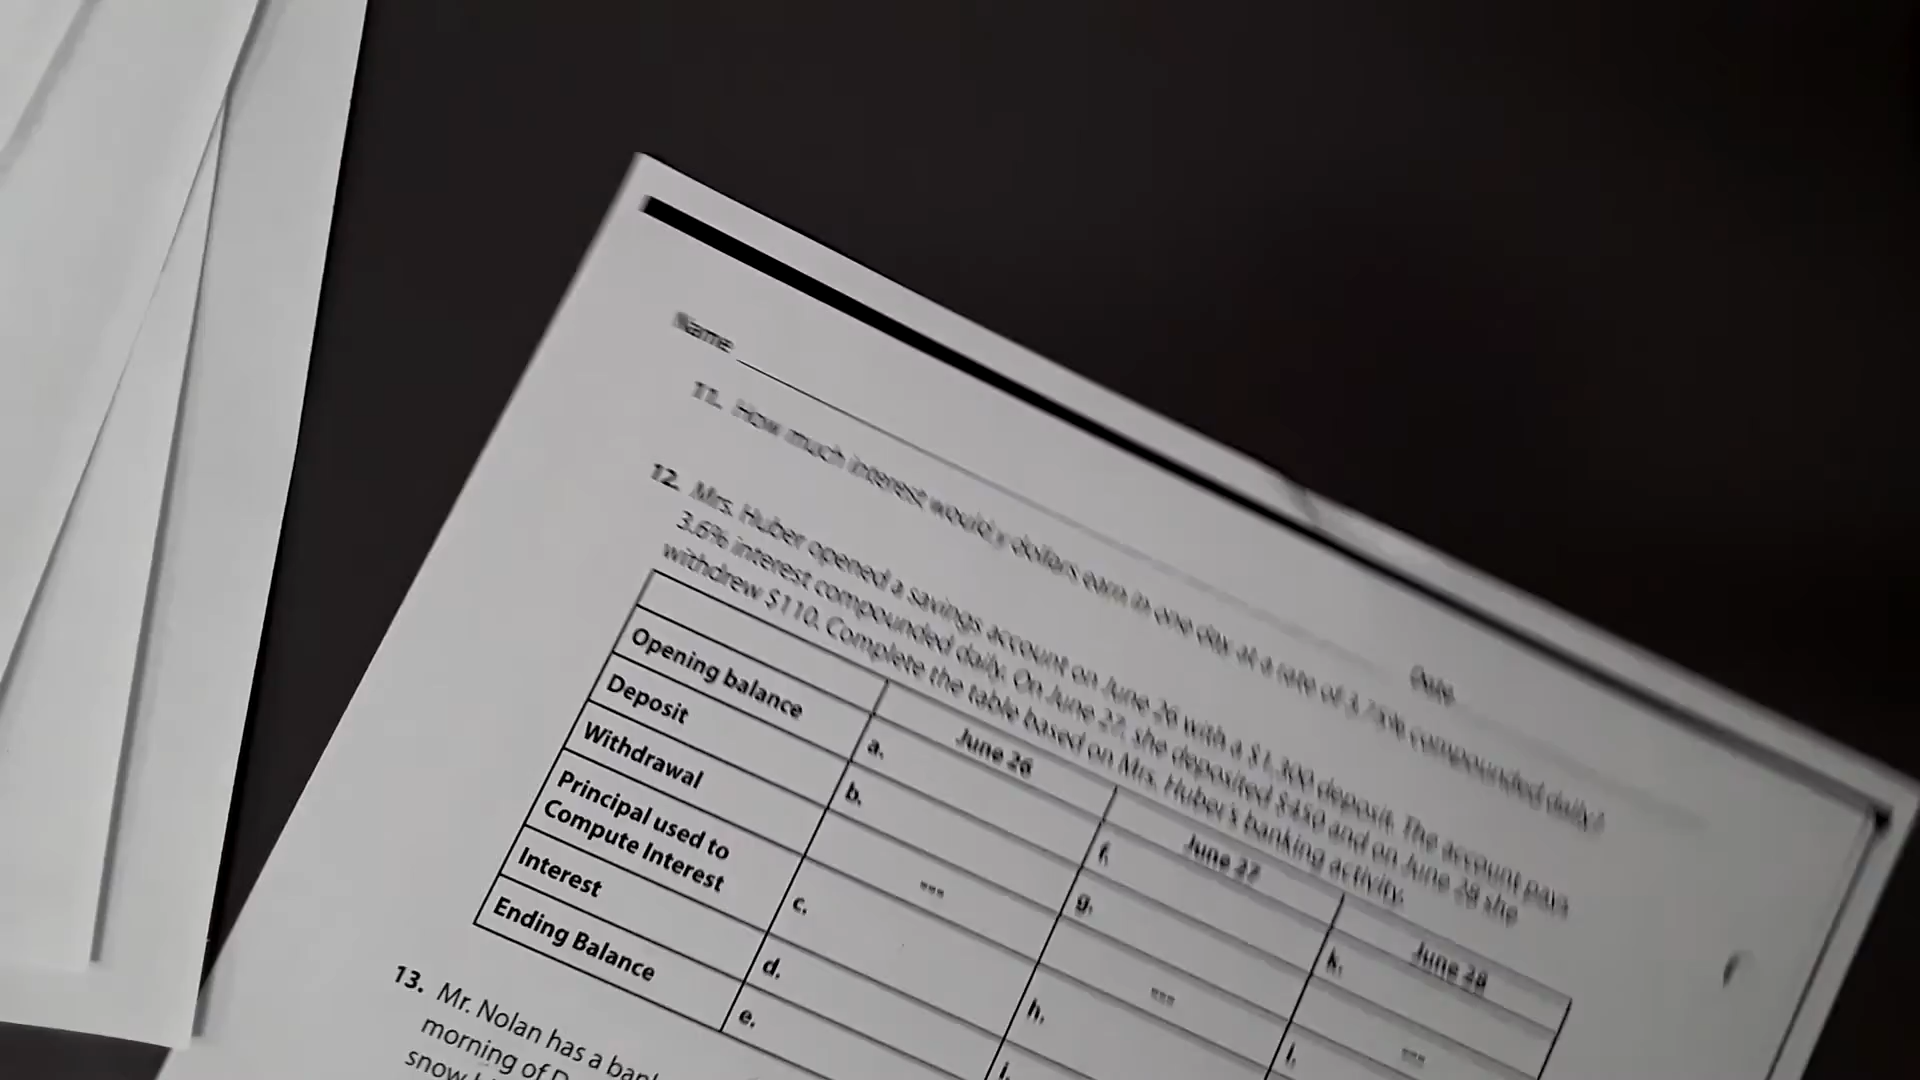 Name
Date
11. How much interest would y dollars earn in one day at a rate of 3.75% compounded daily?
12. Mrs. Huber opened a savings account on June 26 with a $1,300 deposit. The account pays
3.6% interest compounded daily. On June 27, she deposited $450 and on June 28 she
withdrew $110. Complete the table based on Mrs. Huber's banking activity.
June 26 June 27 June 28
Opening balance a. f. k.
Deposit b. g. ---
Withdrawal --- --- l.
Principal used to
Compute Interest c. h.
Interest d. i.
Ending Balance e.
13. Mr. Nolan has a
morning of
snow